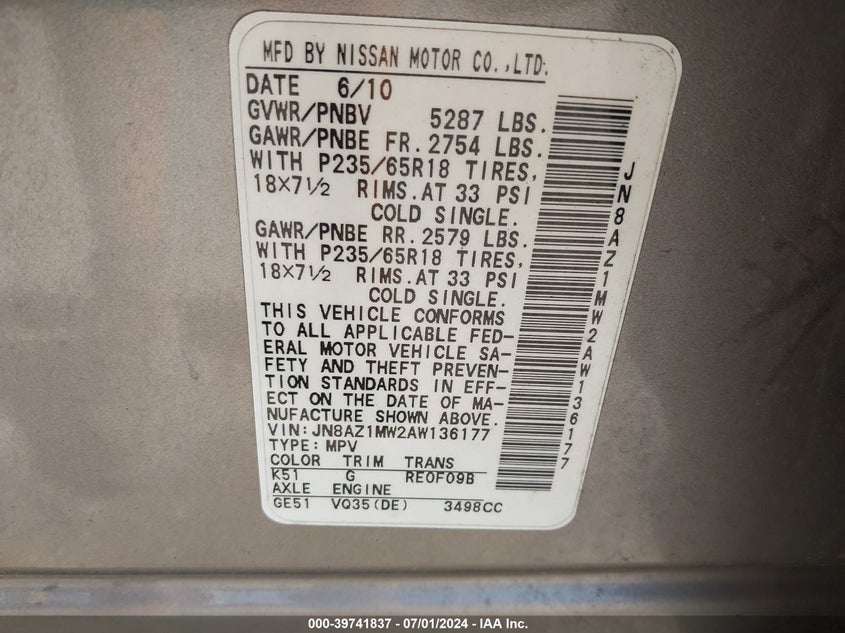 MFD BY NISSAN MOTOR CO.,LTD.
DATE 6/10
GVWR/PNBV 5287 LBS.
GAWR/PNBE FR. 2754 LBS.
WITH P235/65R18 TIRES,
18X7½ RIMS. AT 33 PSI
COLD SINGLE.
GAWR/PNBE RR. 2579 LBS.
WITH P235/65R18 TIRES,
18X7½ RIMS. AT 33 PSI
COLD SINGLE.
THIS VEHICLE CONFORMS
TO ALL APPLICABLE FED-
ERAL MOTOR VEHICLE SA-
FETY AND THEFT PREVEN-
TION STANDARDS IN EFF-
ECT ON THE DATE OF MA-
NUFACTURE SHOWN ABOVE.
VIN: JN8AZ1MW2AW136177
TYPE: MPV
COLOR TRIM TRANS
K51 G RE0F09B
AXLE ENGINE
GE51 VQ35(DE) 3498CC
JN8AZ1MW2AW136177
000-39741837 - 07/01/2024 - IAA Inc.